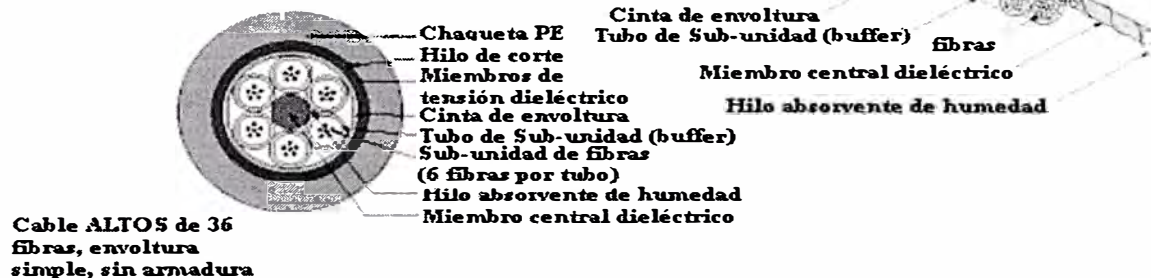 Cinta de envoltura
Tubo de Sub-unidad (buffer)
fibras
Miembro central dieléctrico
Hilo absorvente de humedad
Chaqueta PE
Hilo de corte
Miembros de
tensión dieléctrico
Cinta de envoltura
Tubo de Sub-unidad (buffer)
Sub-unidad de fibras
(6 fibras por tubo)
Hilo absorvente de humedad
Miembro central dieléctrico
Cable ALTOS de 36
fibras, envoltura
simple, sin armadura